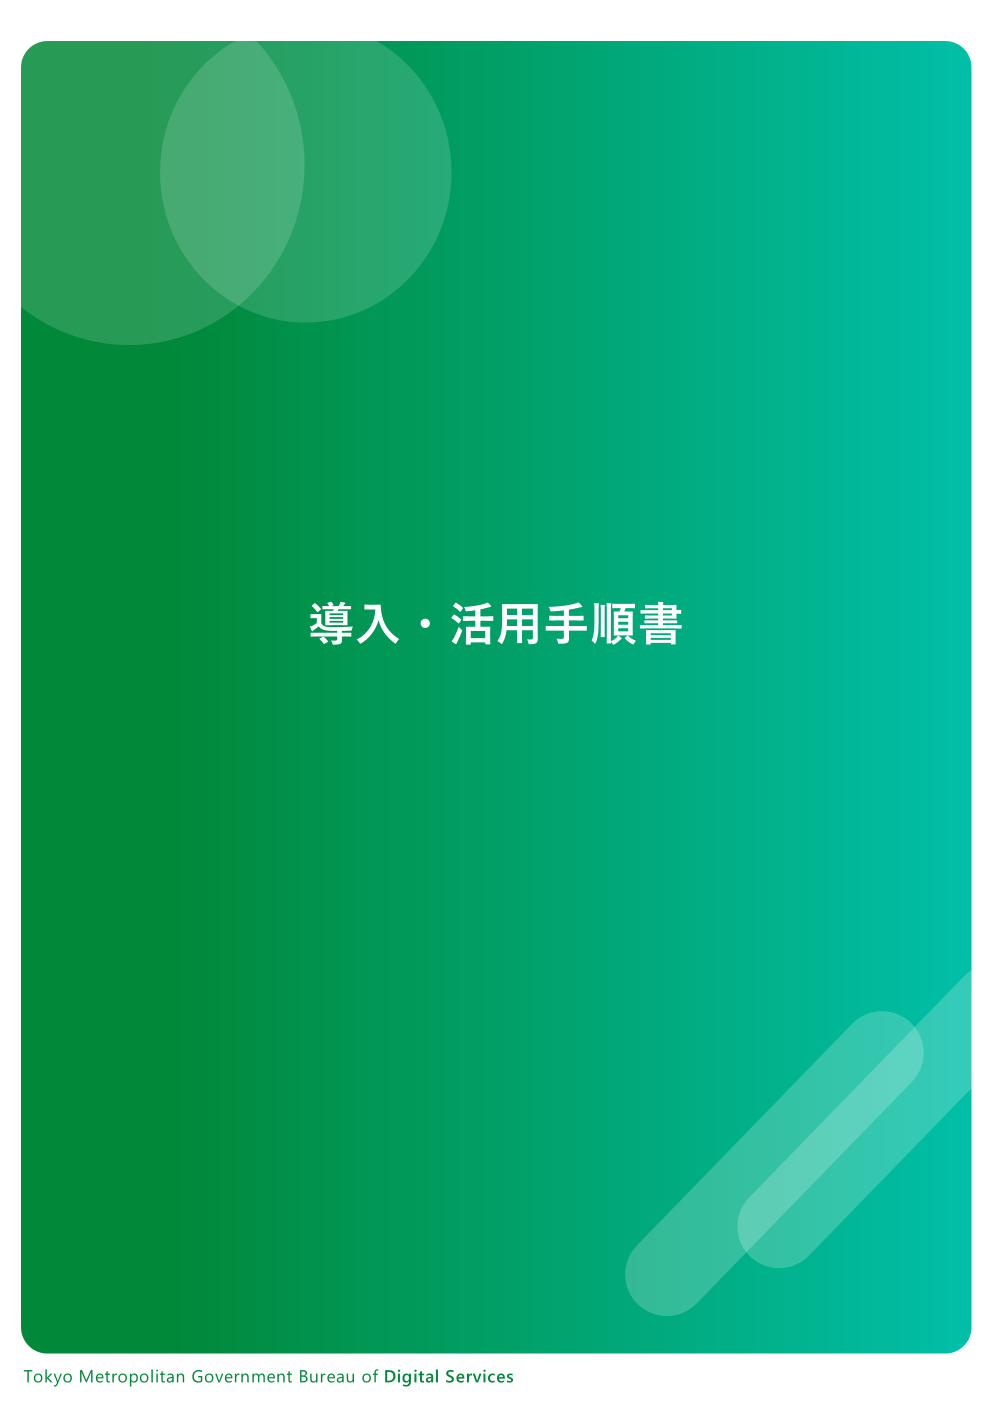 導入・活用手順書
Tokyo Metropolitan Government Bureau of Digital Services